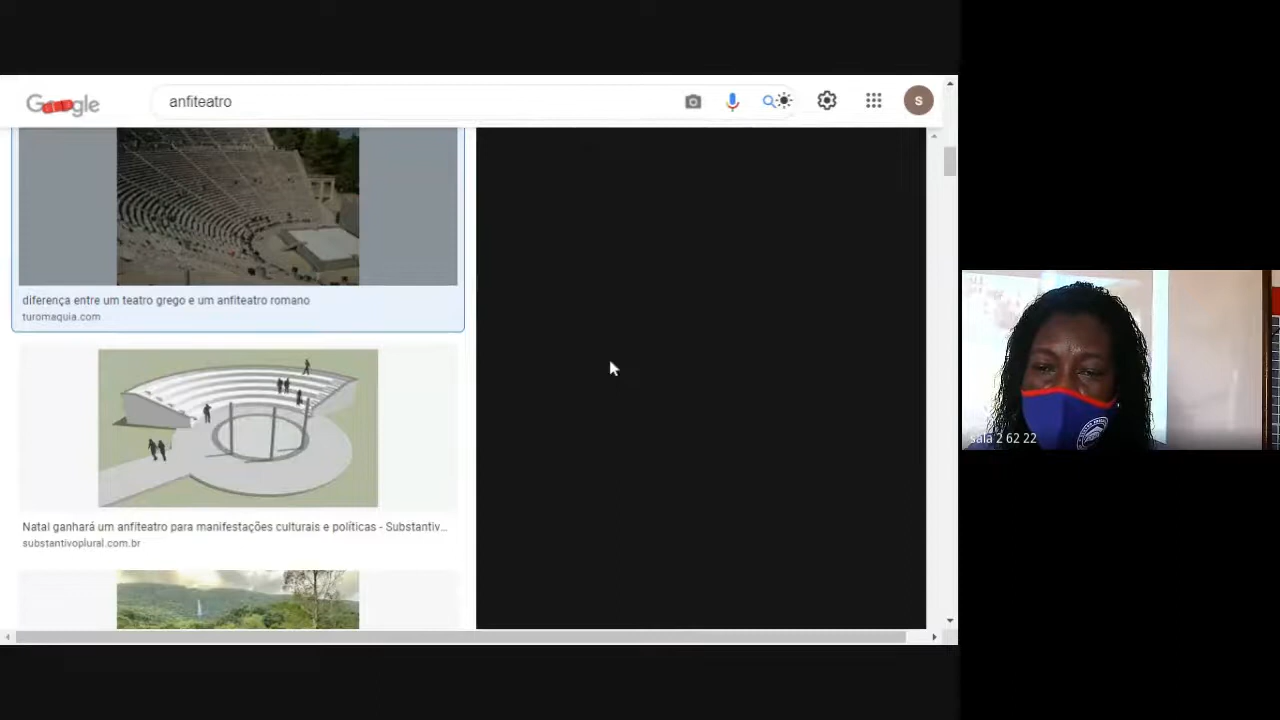 Google
anfiteatro
S
diferença entre um teatro grego e um anfiteatro romano
turomaquia.com
Natal ganhará um anfiteatro para manifestações culturais e políticas - Substantiv...
substantivoplural.com.br
sala 2 62 22